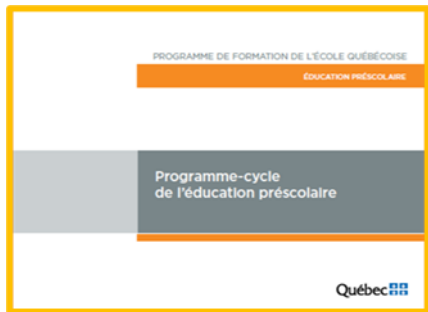 PROGRAMME DE FORMATION DE L'ÉCOLE QUÉBÉCOISE
ÉDUCATION PRÉSCOLAIRE
Programme-cycle
de l'éducation préscolaire
Québec